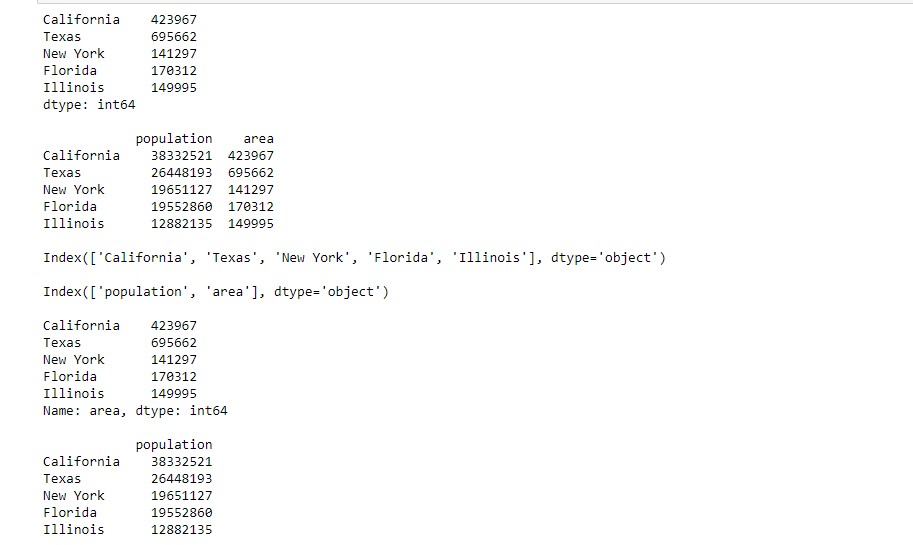 California    423967
Texas         695662
New York      141297
Florida       170312
Illinois      149995
dtype: int64
            population    area
California    38332521  423967
Texas         26448193  695662
New York      19651127  141297
Florida       19552860  170312
Illinois      12882135  149995
Index(['California', 'Texas', 'New York', 'Florida', 'Illinois'], dtype='object')
Index(['population', 'area'], dtype='object')
California    423967
Texas         695662
New York      141297
Florida       170312
Illinois      149995
Name: area, dtype: int64
            population
California    38332521
Texas         26448193
New York      19651127
Florida       19552860
Illinois      12882135